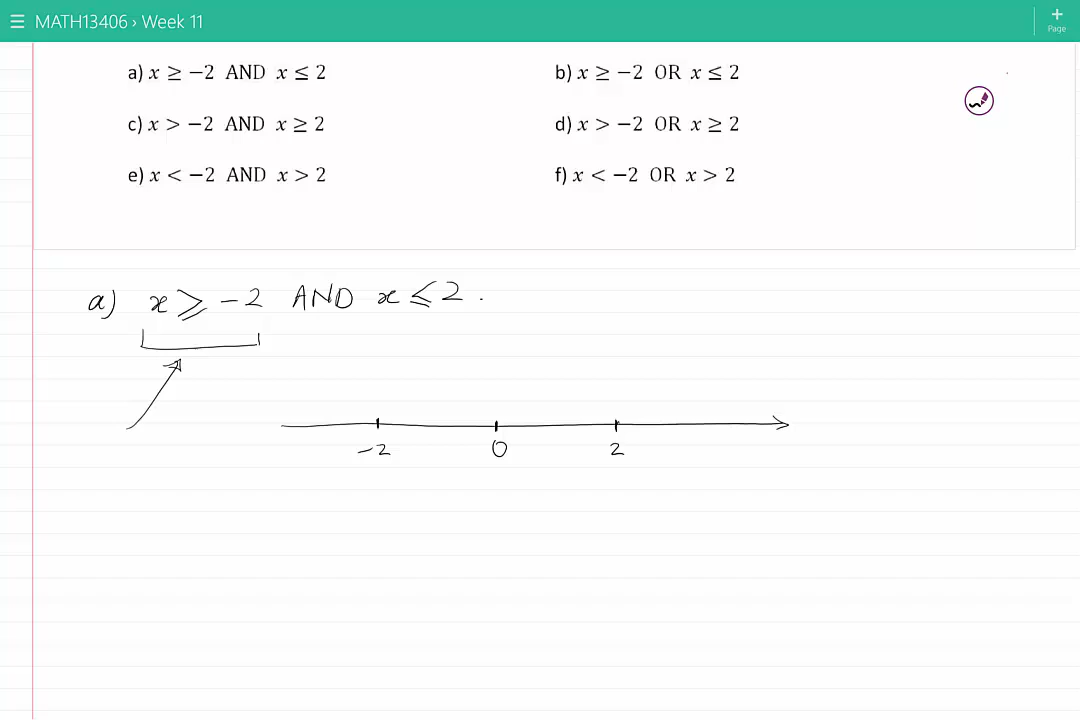 MATH13406 › Week 11
Page
a) x ≥ −2 AND x ≤ 2
b) x ≥ −2 OR x ≤ 2
c) x > −2 AND x ≥ 2
d) x > −2 OR x ≥ 2
e) x < −2 AND x > 2
f) x < −2 OR x > 2
a) x ⩾ −2 AND x ⩽ 2 .
−2 0 2